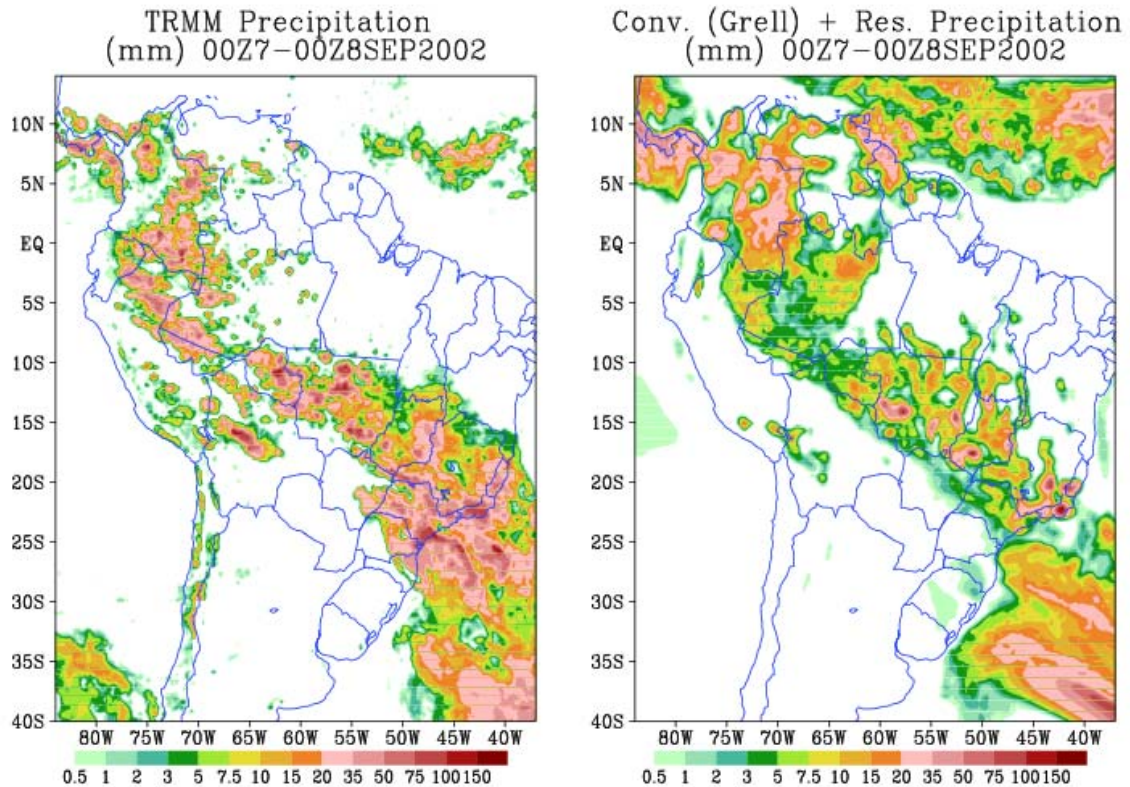 TRMM Precipitation
(mm) 00Z7-00Z8SEP2002
10N
5N
EQ
5S
10S
15S
20S
25S
30S
35S
40S
80W 75W 70W 65W 60W 55W 50W 45W 40W
0.5 1 2 3 5 7.5 10 15 20 35 50 75 100 150
Conv. (Grell) + Res. Precipitation
(mm) 00Z7-00Z8SEP2002
10N
5N
EQ
5S
10S
15S
20S
25S
30S
35S
40S
80W 75W 70W 65W 60W 55W 50W 45W 40W
0.5 1 2 3 5 7.5 10 15 20 35 50 75 100 150